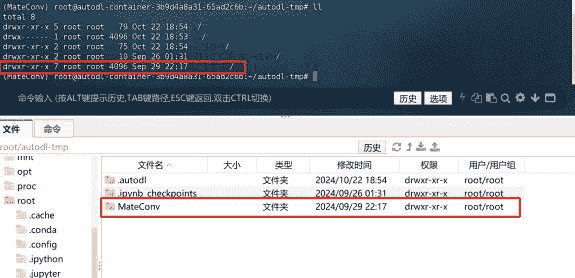 (MateConv) root@autodl-container-3b9d4a8a31-65ad2c6b:~/autodl-tmp# ll
total 8
drwxr-xr-x 5 root root 79 Oct 22 18:54 /
drwx------ 1 root root 4096 Oct 22 18:53 /
drwxr-xr-x 2 root root 75 Oct 22 18:54 /
drwxr-xr-x 2 root root 10 Sep 26 01:31 /
drwxr-xr-x 7 root root 4096 Sep 29 22:17 /
(MateConv) root@autodl-container-3b9d4a8a31-65ad2c6b:~/autodl-tmp#
命令输入 (按ALT键提示历史,TAB键路径,ESC键返回,双击CTRL切换) 历史 选项
文件 命令
root/autodl-tmp 历史
文件名 大小 类型 修改时间 权限 用户/用户组
mnt
opt
proc
root
.cache
.conda
.config
.ipython
.jupyter
.autodl 文件夹 2024/10/22 18:54 drwxr-xr-x root/root
.ipynb_checkpoints 文件夹 2024/09/26 01:31 drwxr-xr-x root/root
MateConv 文件夹 2024/09/29 22:17 drwxr-xr-x root/root